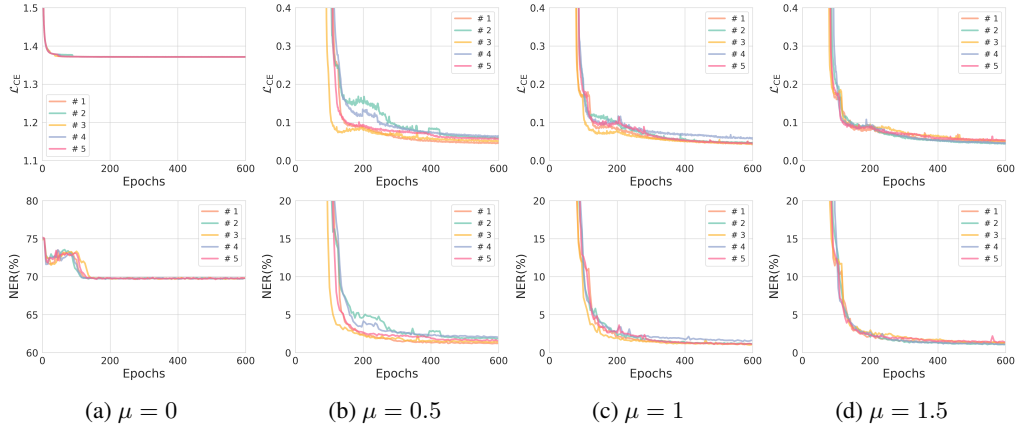 1.5
1.4
1.3
1.2
1.1
ℒCE
# 1
# 2
# 3
# 4
# 5
0 200 400 600
Epochs
0.4
0.3
0.2
0.1
0.0
ℒCE
# 1
# 2
# 3
# 4
# 5
0 200 400 600
Epochs
0.4
0.3
0.2
0.1
0.0
ℒCE
# 1
# 2
# 3
# 4
# 5
0 200 400 600
Epochs
0.4
0.3
0.2
0.1
0.0
ℒCE
# 1
# 2
# 3
# 4
# 5
0 200 400 600
Epochs
80
75
70
65
60
NER(%)
# 1
# 2
# 3
# 4
# 5
0 200 400 600
Epochs
20
15
10
5
0
NER(%)
# 1
# 2
# 3
# 4
# 5
0 200 400 600
Epochs
20
15
10
5
0
NER(%)
# 1
# 2
# 3
# 4
# 5
0 200 400 600
Epochs
20
15
10
5
0
NER(%)
# 1
# 2
# 3
# 4
# 5
0 200 400 600
Epochs
(a) μ = 0
(b) μ = 0.5
(c) μ = 1
(d) μ = 1.5